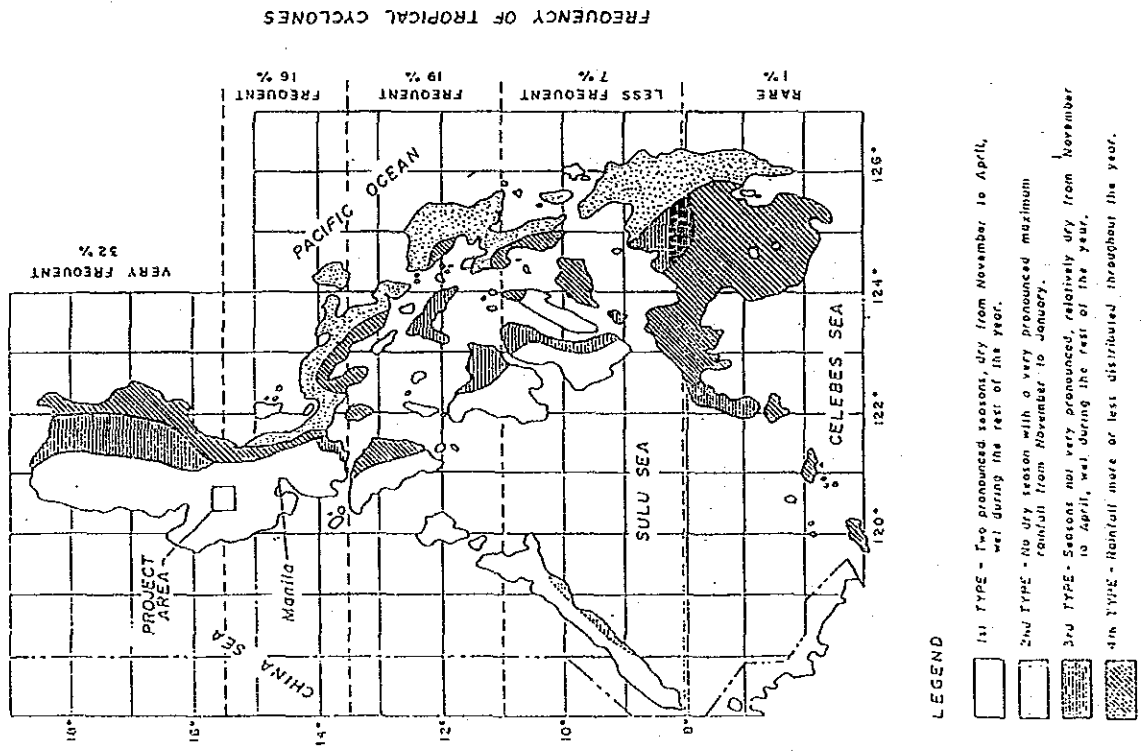 FREQUENCY OF TROPICAL CYCLONES
VERY FREQUENT
32 %
FREQUENT
16 %
FREQUENT
19 %
LESS FREQUENT
7 %
RARE
1 %
PACIFIC OCEAN
CHINA
SEA
SULU SEA
CELEBES SEA
PROJECT
AREA
Manila
18°
16°
14°
12°
10°
8°
120°
122°
124°
126°
LEGEND
1st TYPE - Two pronounced seasons, dry from November to April,
wet during the rest of the year.
2nd TYPE - No dry season with a very pronounced maximum
rainfall from November to January.
3rd TYPE - Seasons not very pronounced, relatively dry from November
to April, wet during the rest of the year.
4th TYPE - Rainfall more or less distributed throughout the year.